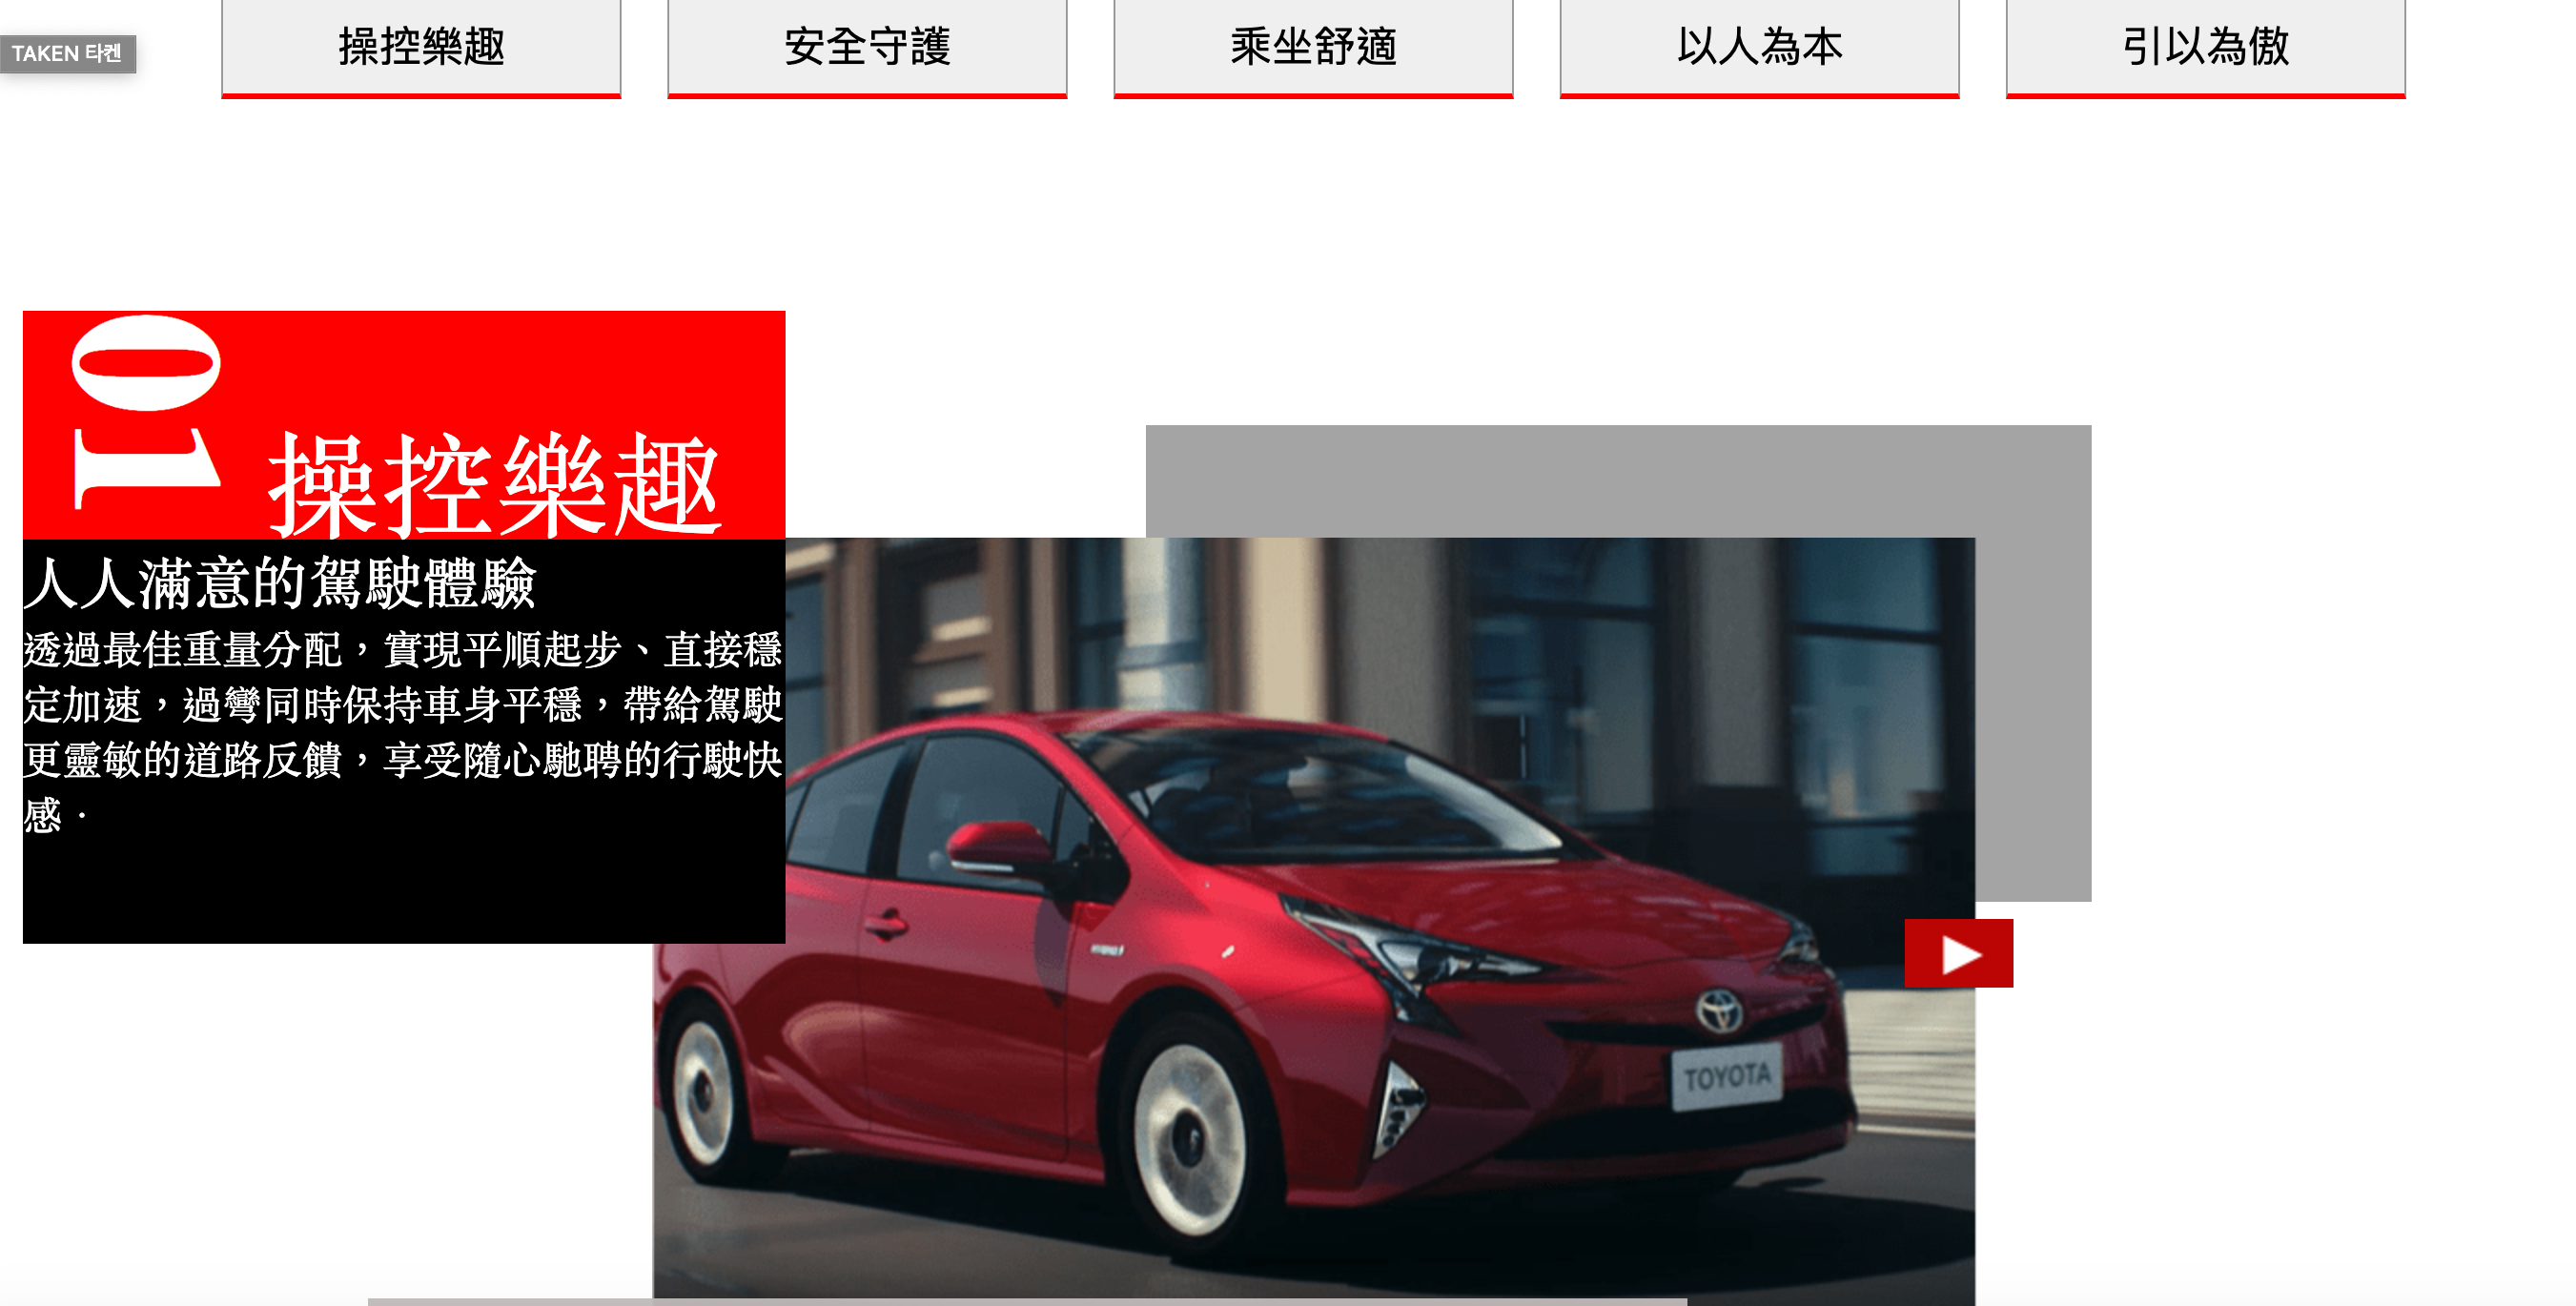 操控樂趣
安全守護
乘坐舒適
以人為本
引以為傲
TAKEN 타켄
01
操控樂趣
人人滿意的駕駛體驗
透過最佳重量分配，實現平順起步、直接穩
定加速，過彎同時保持車身平穩，帶給駕駛
更靈敏的道路反饋，享受隨心馳聘的行駛快
感．
TOYOTA